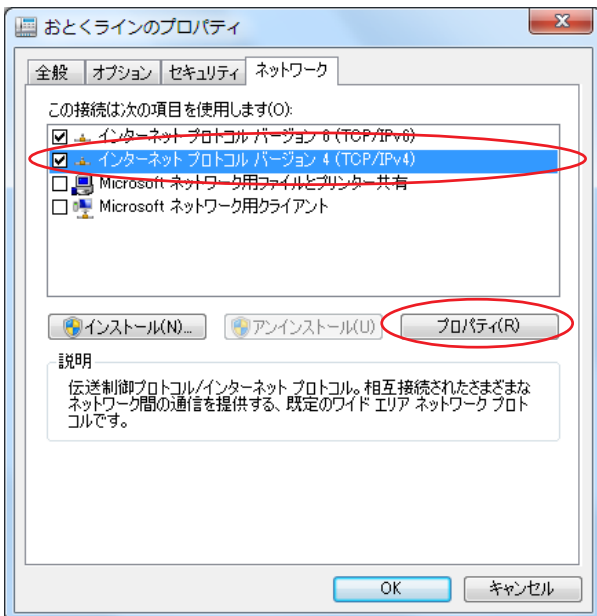 おとくラインのプロパティ
全般 オプション セキュリティ ネットワーク
この接続は次の項目を使用します(O):
インターネット プロトコル バージョン 6 (TCP/IPv6)
インターネット プロトコル バージョン 4 (TCP/IPv4)
Microsoft ネットワーク用ファイルとプリンター共有
Microsoft ネットワーク用クライアント
インストール(N)... アンインストール(U) プロパティ(R)
説明
伝送制御プロトコル/インターネット プロトコル。相互接続されたさまざまな
ネットワーク間の通信を提供する、既定のワイド エリア ネットワーク プロト
コルです。
OK キャンセル